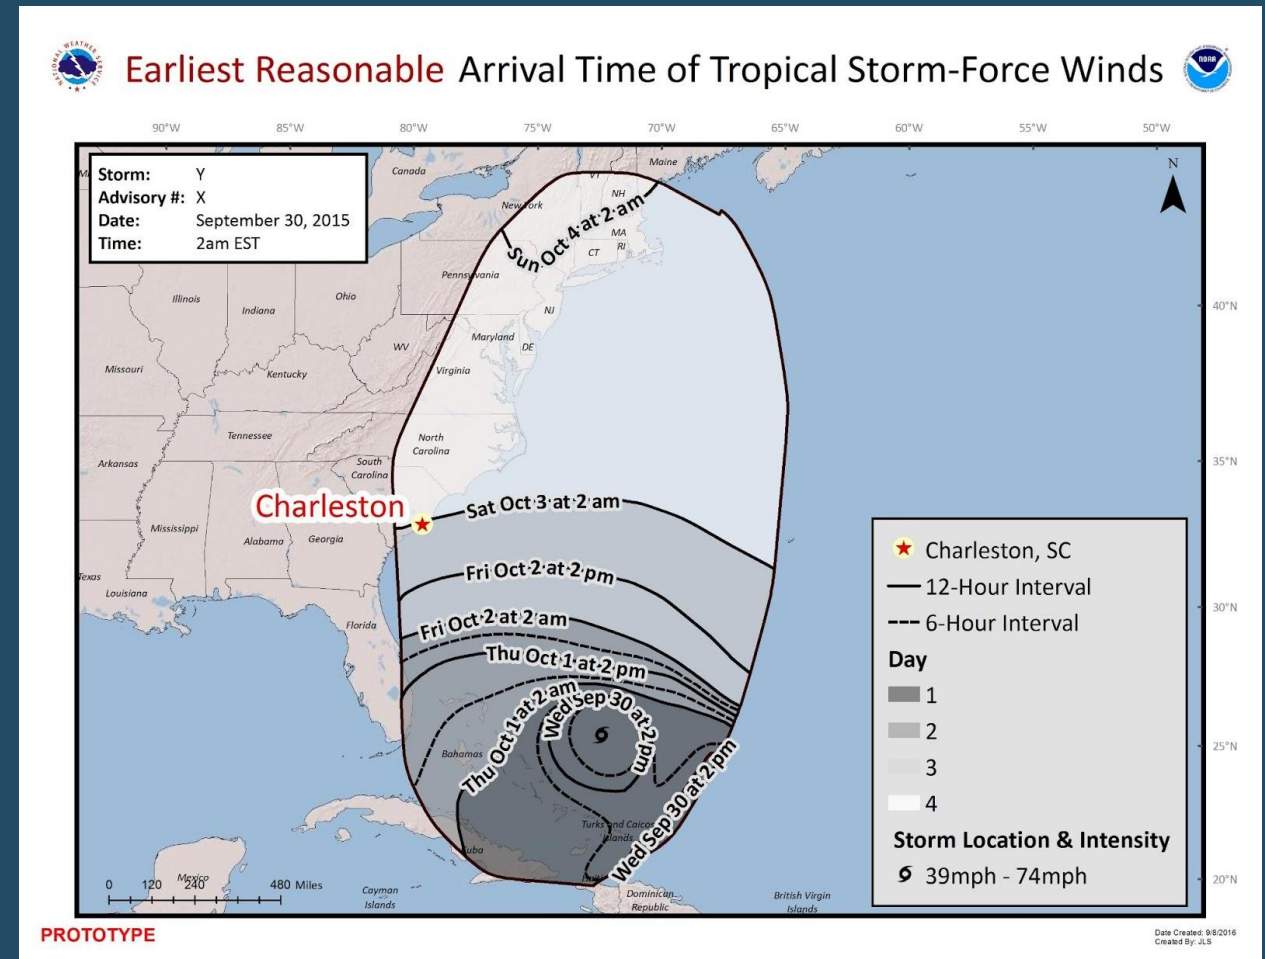 Earliest Reasonable Arrival Time of Tropical Storm-Force Winds
NATIONAL WEATHER SERVICE
NOAA
90°W 85°W 80°W 75°W 70°W 65°W 60°W 55°W 50°W
Storm: Y
Advisory #: X
Date: September 30, 2015
Time: 2am EST
N
Canada
Maine
VT
NH
New York
MA
CT
RI
Pennsylvania
NJ
Illinois
Indiana
Ohio
Maryland
DE
WV
Virginia
Missouri
Kentucky
Tennessee
North
Carolina
Arkansas
South
Carolina
Mississippi
Alabama
Georgia
Texas
Louisiana
Florida
Bahamas
Turks and Caicos
Islands
Cuba
Haiti
Dominican
Republic
British Virgin
Islands
Cayman
Islands
Mexico
Charleston
Sun Oct 4 at 2 am
Sat Oct 3 at 2 am
Fri Oct 2 at 2 pm
Fri Oct 2 at 2 am
Thu Oct 1 at 2 pm
Thu Oct 1 at 2 am
Wed Sep 30 at 2 pm
Wed Sep 30 at 2 pm
40°N
35°N
30°N
25°N
20°N
Charleston, SC
12-Hour Interval
6-Hour Interval
Day
1
2
3
4
Storm Location & Intensity
39mph - 74mph
0 120 240 480 Miles
PROTOTYPE
Date Created: 9/8/2016
Created By: JLS